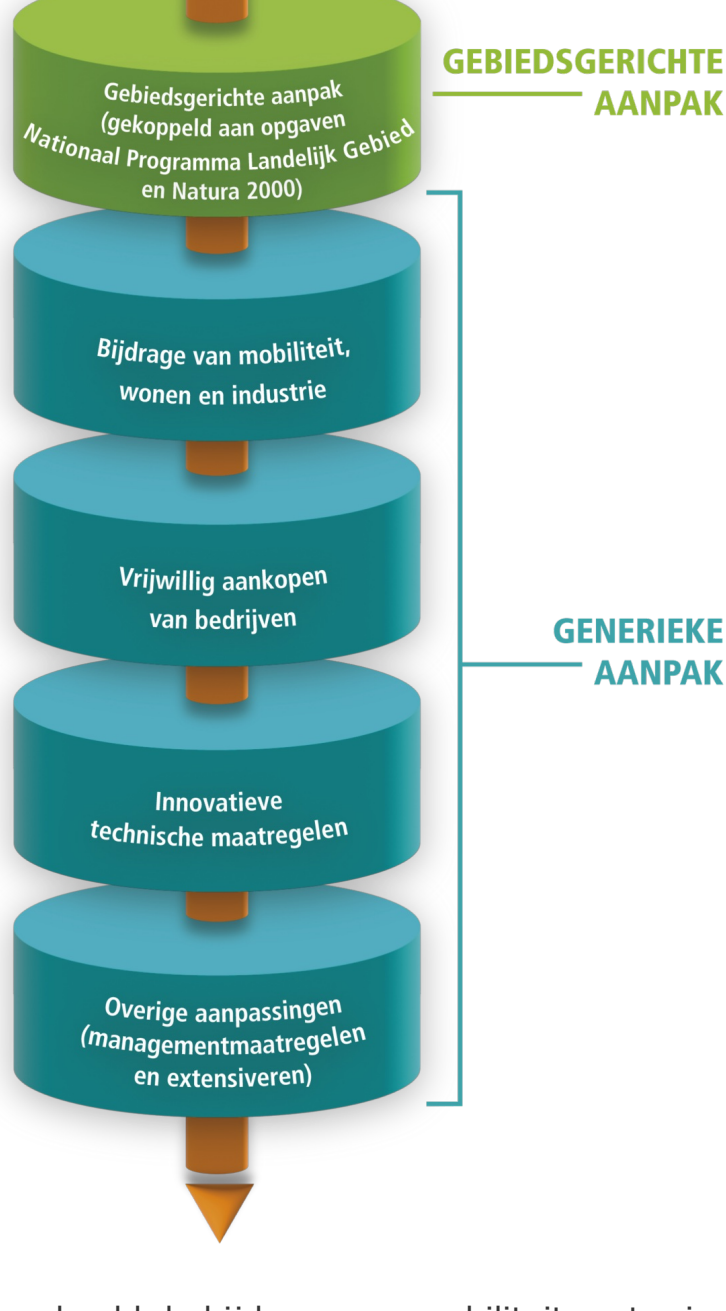 GEBIEDSGERICHTE
AANPAK
Gebiedsgerichte aanpak
(gekoppeld aan opgaven
Nationaal Programma Landelijk Gebied
en Natura 2000)
Bijdrage van mobiliteit,
wonen en industrie
Vrijwillig aankopen
van bedrijven
GENERIEKE
AANPAK
Innovatieve
technische maatregelen
Overige aanpassingen
(managementmaatregelen
en extensiveren)